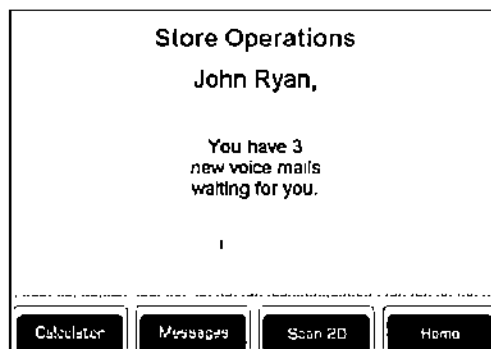 Store Operations
John Ryan,
You have 3
new voice mails
waiting for you.
Calculator Messages Scan 2D Home